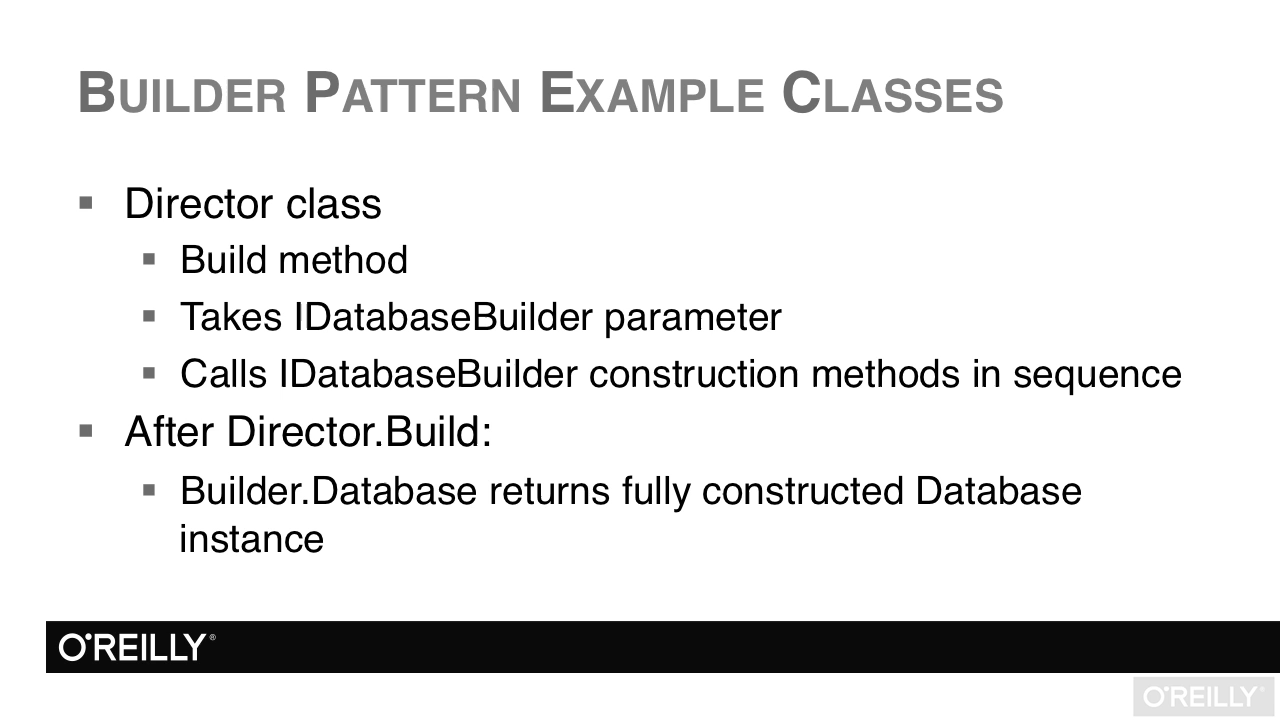 BUILDER PATTERN EXAMPLE CLASSES
▪ Director class
▪ Build method
▪ Takes IDatabaseBuilder parameter
▪ Calls IDatabaseBuilder construction methods in sequence
▪ After Director.Build:
▪ Builder.Database returns fully constructed Database
instance
O'REILLY®
O'REILLY®